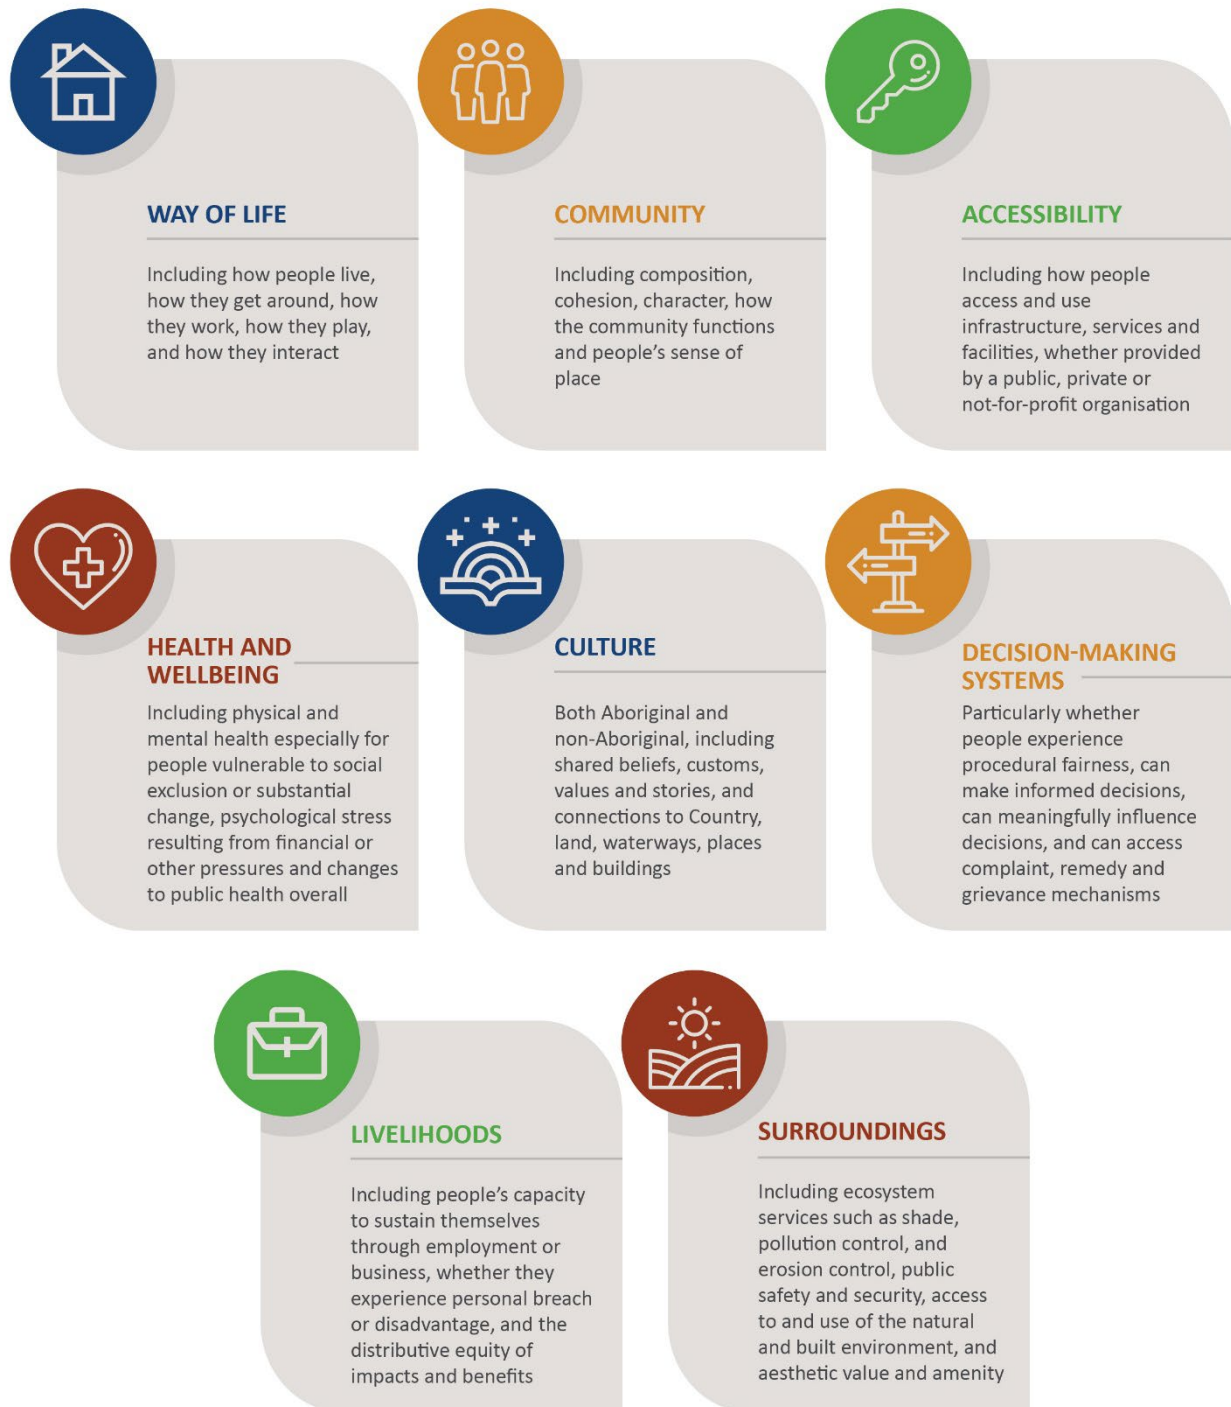 WAY OF LIFE
Including how people live,
how they get around, how
they work, how they play,
and how they interact
COMMUNITY
Including composition,
cohesion, character, how
the community functions
and people’s sense of
place
ACCESSIBILITY
Including how people
access and use
infrastructure, services and
facilities, whether provided
by a public, private or
not-for-profit organisation
HEALTH AND
WELLBEING
Including physical and
mental health especially for
people vulnerable to social
exclusion or substantial
change, psychological stress
resulting from financial or
other pressures and changes
to public health overall
CULTURE
Both Aboriginal and
non-Aboriginal, including
shared beliefs, customs,
values and stories, and
connections to Country,
land, waterways, places
and buildings
DECISION-MAKING
SYSTEMS
Particularly whether
people experience
procedural fairness, can
make informed decisions,
can meaningfully influence
decisions, and can access
complaint, remedy and
grievance mechanisms
LIVELIHOODS
Including people’s capacity
to sustain themselves
through employment or
business, whether they
experience personal breach
or disadvantage, and the
distributive equity of
impacts and benefits
SURROUNDINGS
Including ecosystem
services such as shade,
pollution control, and
erosion control, public
safety and security, access
to and use of the natural
and built environment, and
aesthetic value and amenity